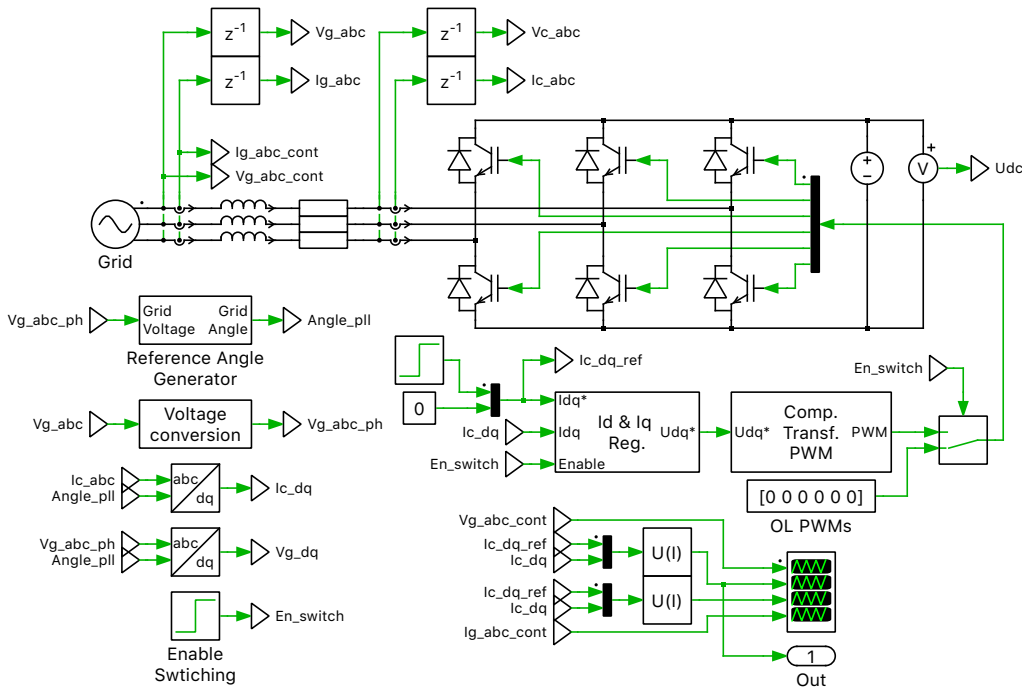 z-1
Vg_abc
z-1
Vc_abc
z-1
Ig_abc
z-1
Ic_abc
Ig_abc_cont
Vg_abc_cont
+
−
V
+
Udc
Grid
Vg_abc_ph
Grid Voltage
Grid Angle
Angle_pll
Reference Angle
Generator
Ic_dq_ref
En_switch
0
Vg_abc
Voltage
conversion
Vg_abc_ph
Ic_dq
En_switch
Idq*
Idq
Enable
Id & Iq
Reg.
Udq*
Udq*
Comp.
Transf.
PWM
PWM
[0 0 0 0 0 0]
OL PWMs
Ic_abc
Angle_pll
abc
dq
Ic_dq
Vg_abc_ph
Angle_pll
abc
dq
Vg_dq
En_switch
Enable
Swtiching
Vg_abc_cont
Ic_dq_ref
Ic_dq
U(I)
Ic_dq_ref
Ic_dq
U(I)
Ig_abc_cont
1
Out